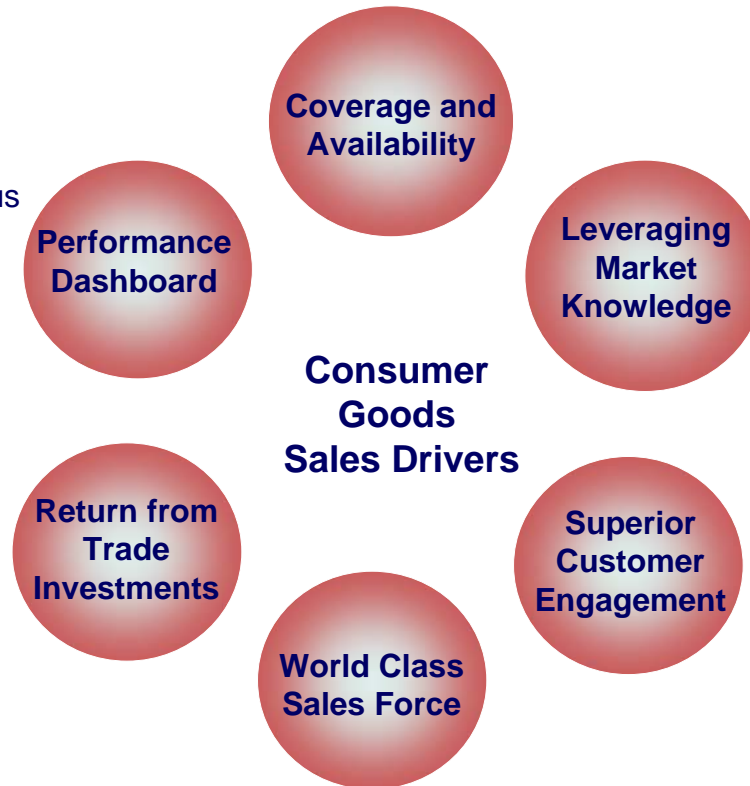 Coverage and
Availability
us
Performance
Dashboard
Leveraging
Market
Knowledge
Consumer
Goods
Sales Drivers
Return from
Trade
Investments
Superior
Customer
Engagement
World Class
Sales Force